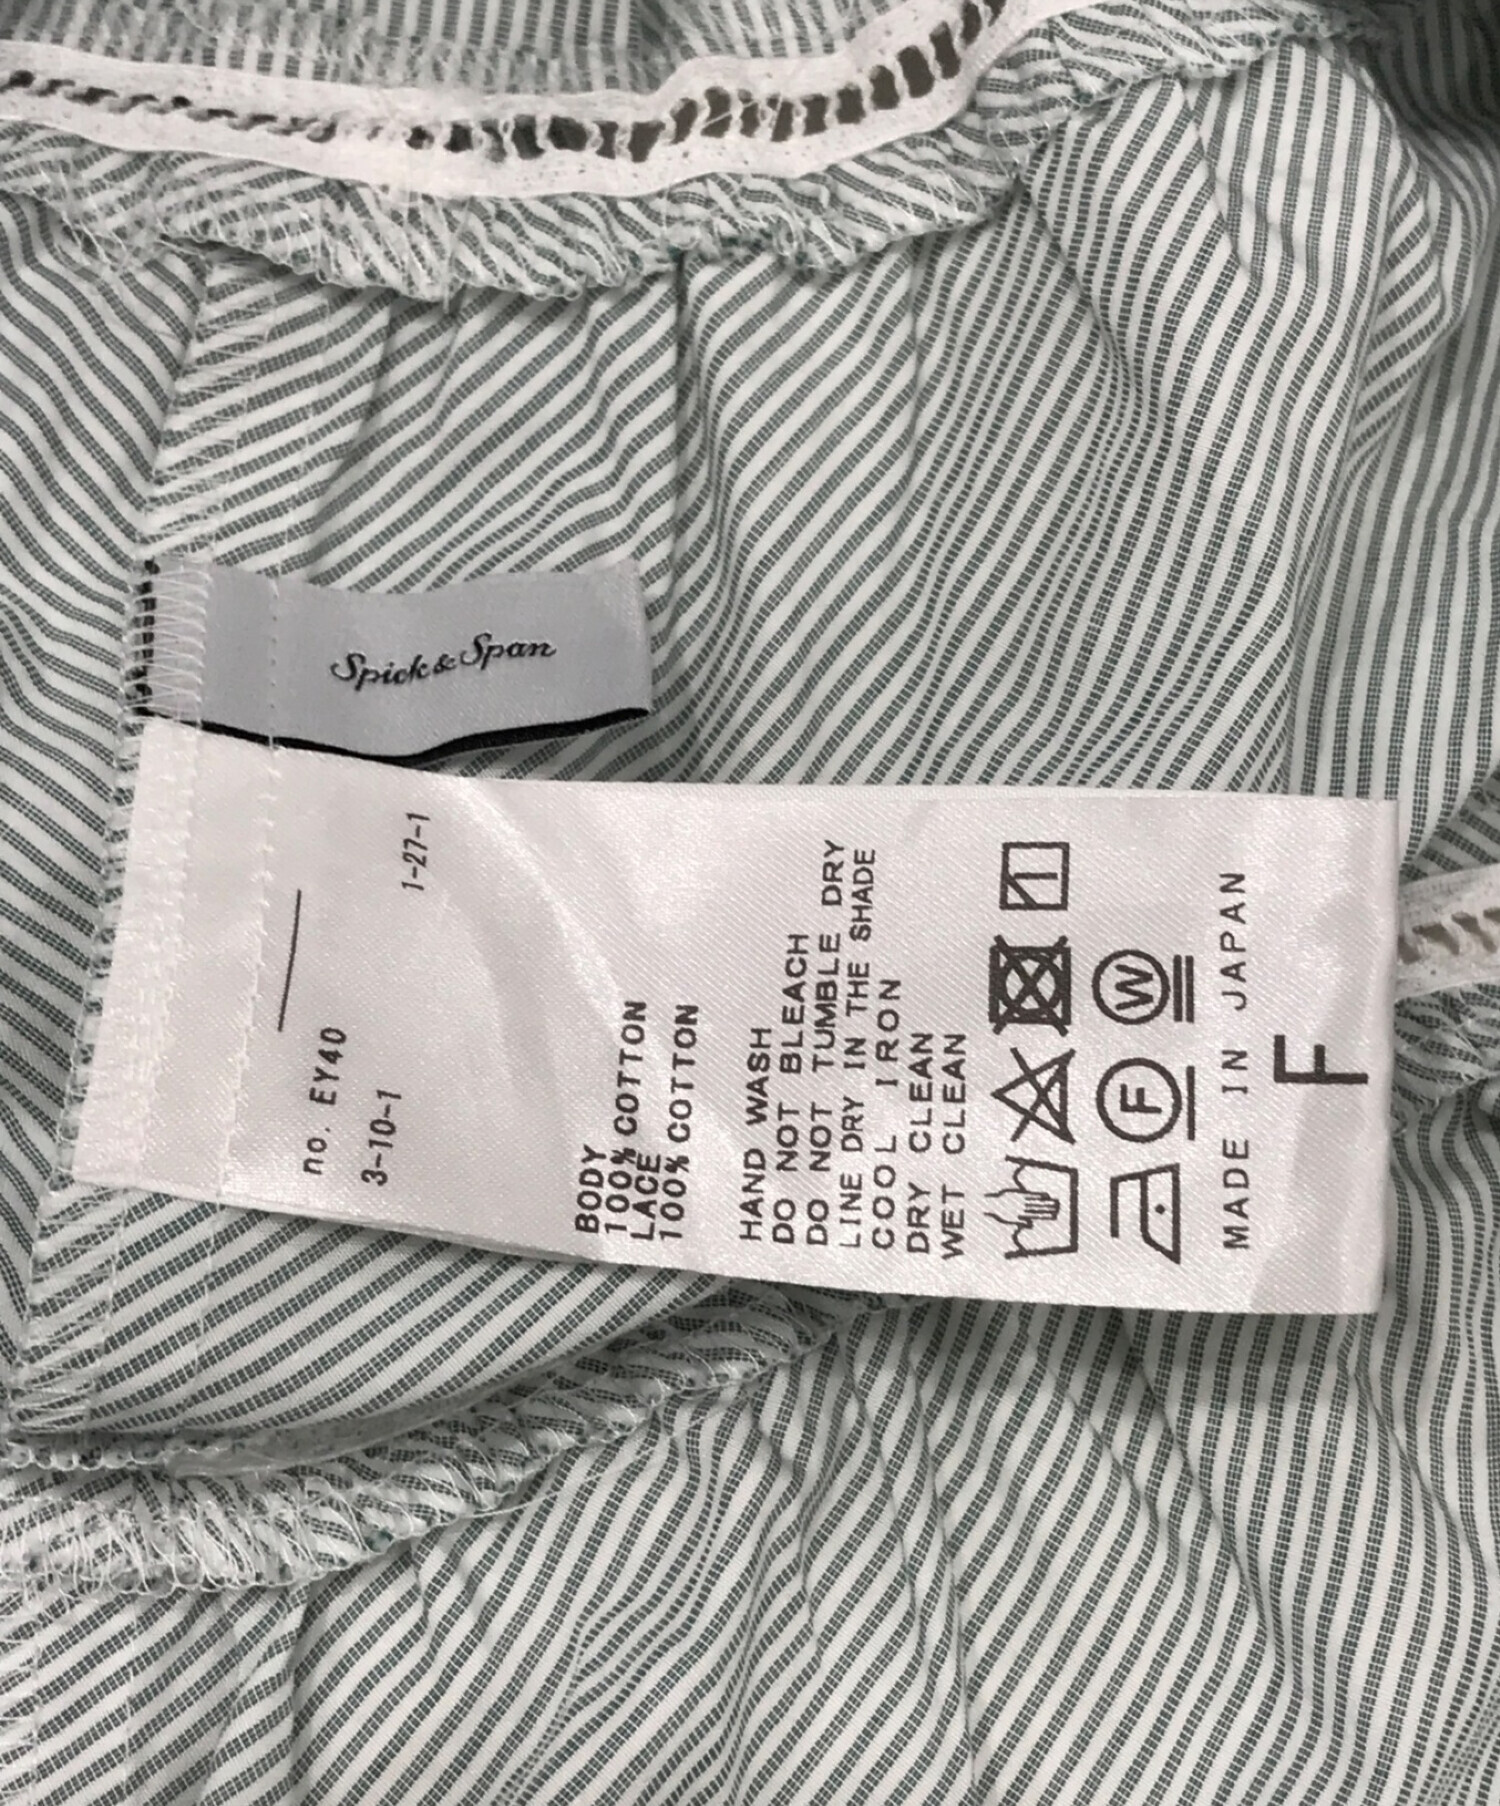 Spick & Span
no. EY40
3-10-1
1-27-1
BODY
100% COTTON
LACE
100% COTTON
HAND WASH
DO NOT BLEACH
DO NOT TUMBLE DRY
LINE DRY IN THE SHADE
COOL IRON
DRY CLEAN
WET CLEAN
F W
MADE IN JAPAN
F